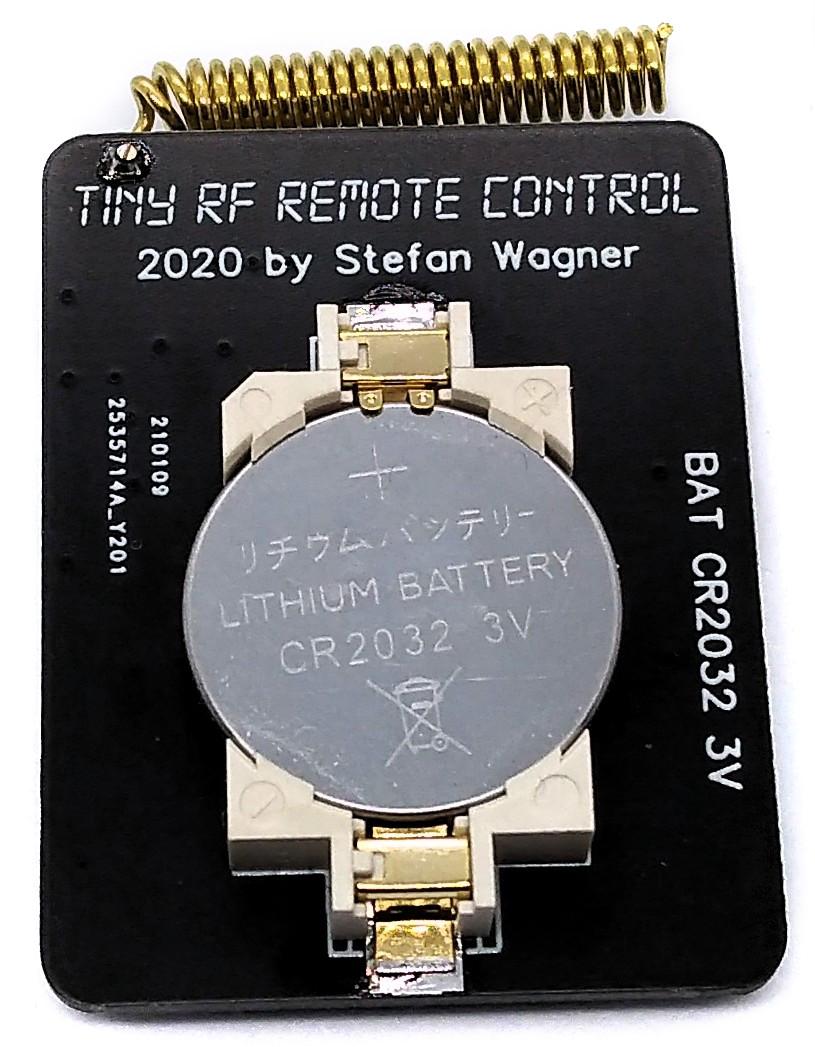 TINY RF REMOTE CONTROL
2020 by Stefan Wagner
210109
2535714A_Y201
+
リチウムバッテリー
LITHIUM BATTERY
CR2032 3V
BAT CR2032 3V